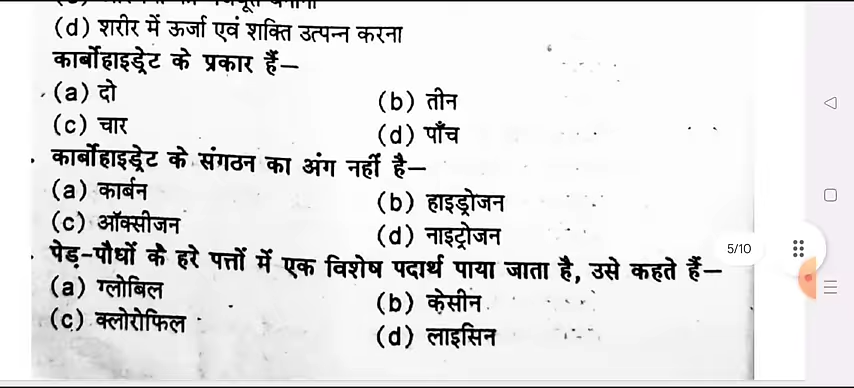 (d) शरीर में ऊर्जा एवं शक्ति उत्पन्न करना
कार्बोहाइड्रेट के प्रकार हैं—
(a) दो
(b) तीन
(c) चार
(d) पाँच
कार्बोहाइड्रेट के संगठन का अंग नहीं है—
(a) कार्बन
(b) हाइड्रोजन
(c) ऑक्सीजन
(d) नाइट्रोजन
पेड़-पौधों के हरे पत्तों में एक विशेष पदार्थ पाया जाता है, उसे कहते हैं—
(a) ग्लोबिल
(b) केसीन
(c) क्लोरोफिल
(d) लाइसिन
5/10